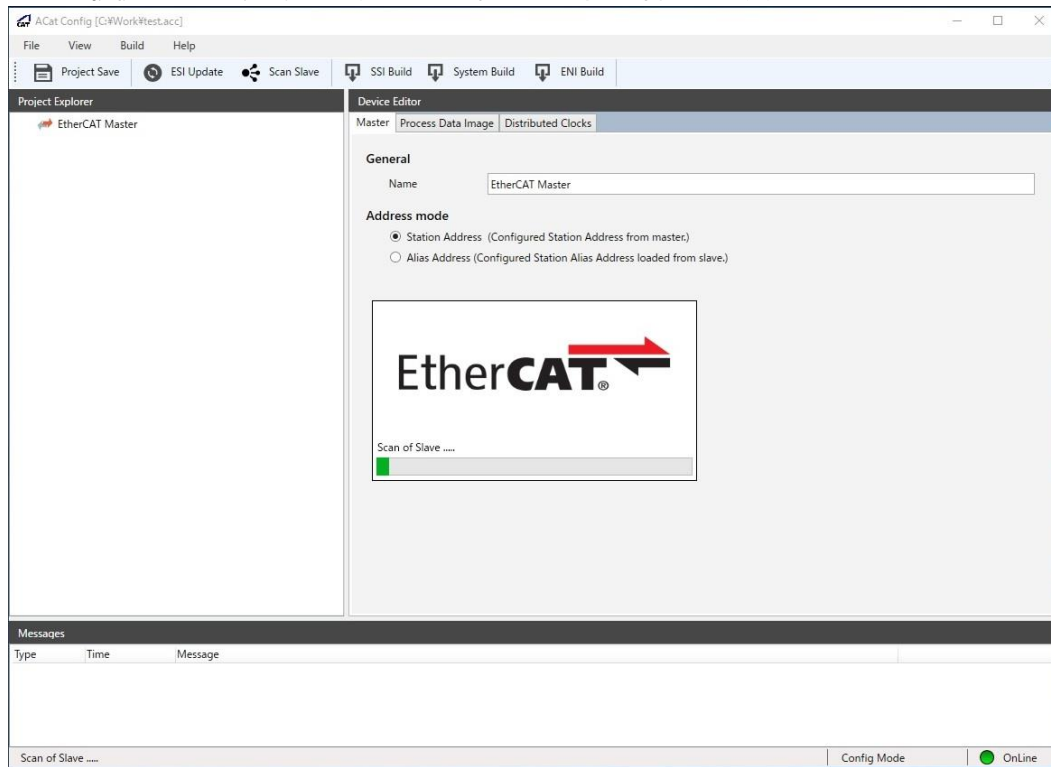 CAT ACat Config [C:¥Work¥test.acc]
File View Build Help
Project Save ESI Update Scan Slave SSI Build System Build ENI Build
Project Explorer
EtherCAT Master
Device Editor
Master Process Data Image Distributed Clocks
General
Name EtherCAT Master
Address mode
Station Address (Configured Station Address from master.)
Alias Address (Configured Station Alias Address loaded from slave.)
EtherCAT®
Scan of Slave .....
Messages
Type Time Message
Scan of Slave ..... Config Mode OnLine